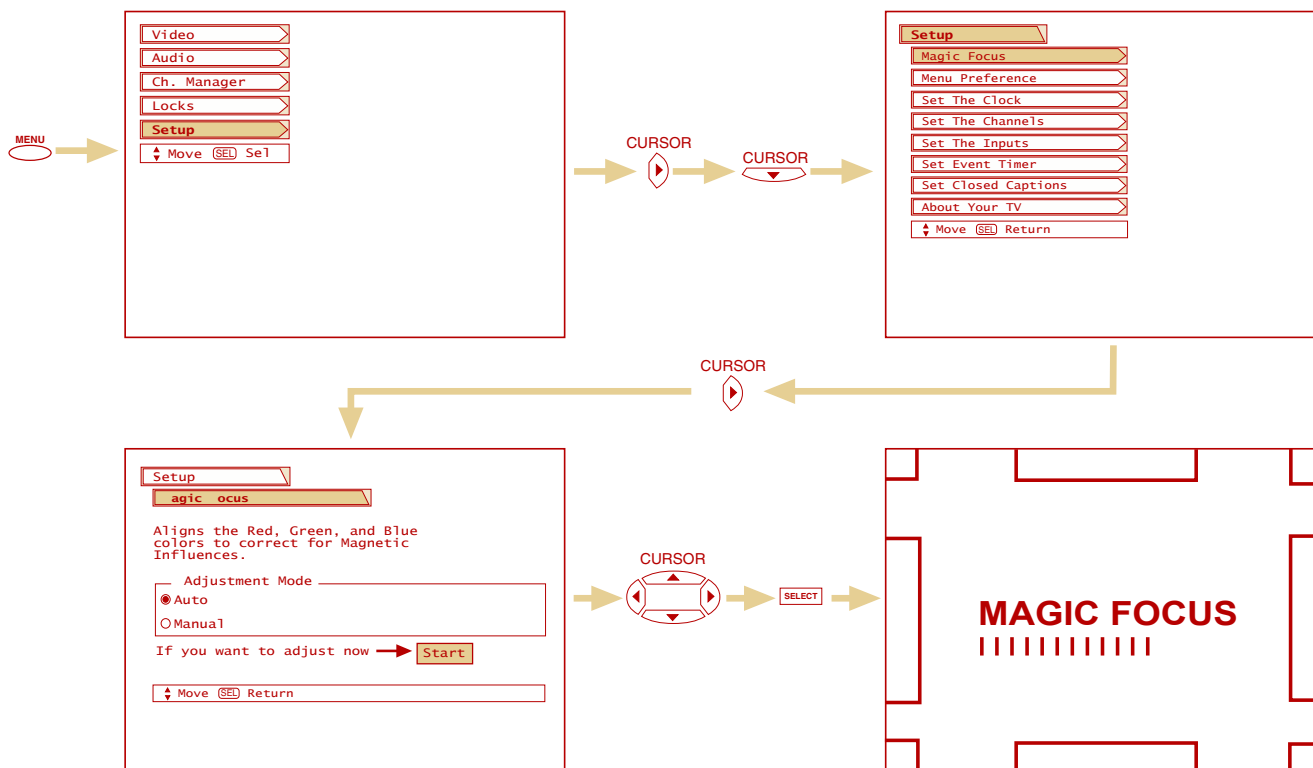 MENU
Video
Audio
Ch. Manager
Locks
Setup
Move SEL Sel
CURSOR
CURSOR
Setup
Magic Focus
Menu Preference
Set The Clock
Set The Channels
Set The Inputs
Set Event Timer
Set Closed Captions
About Your TV
Move SEL Return
CURSOR
Setup
agic ocus
Aligns the Red, Green, and Blue
colors to correct for Magnetic
Influences.
Adjustment Mode
Auto
Manual
If you want to adjust now Start
Move SEL Return
CURSOR
SELECT
MAGIC FOCUS